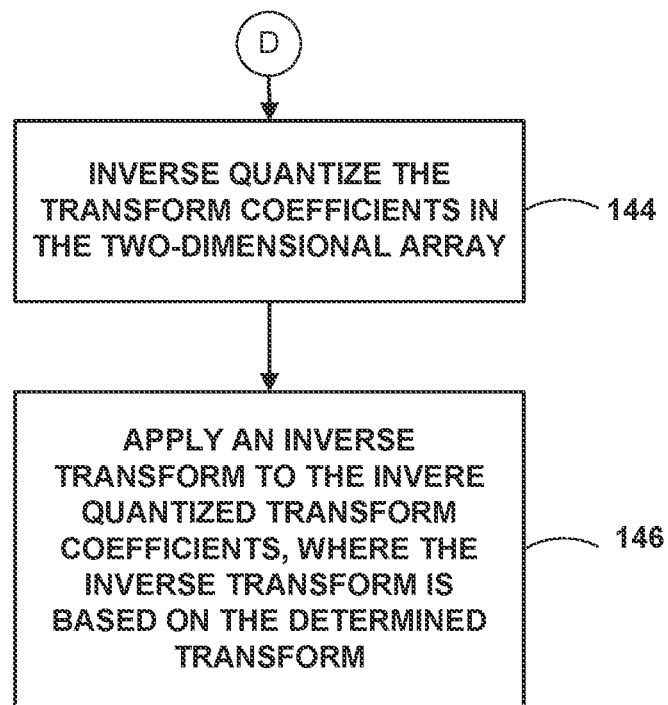 D
INVERSE QUANTIZE THE
TRANSFORM COEFFICIENTS IN
THE TWO-DIMENSIONAL ARRAY
144
APPLY AN INVERSE
TRANSFORM TO THE INVERE
QUANTIZED TRANSFORM
COEFFICIENTS, WHERE THE
INVERSE TRANSFORM IS
BASED ON THE DETERMINED
TRANSFORM
146